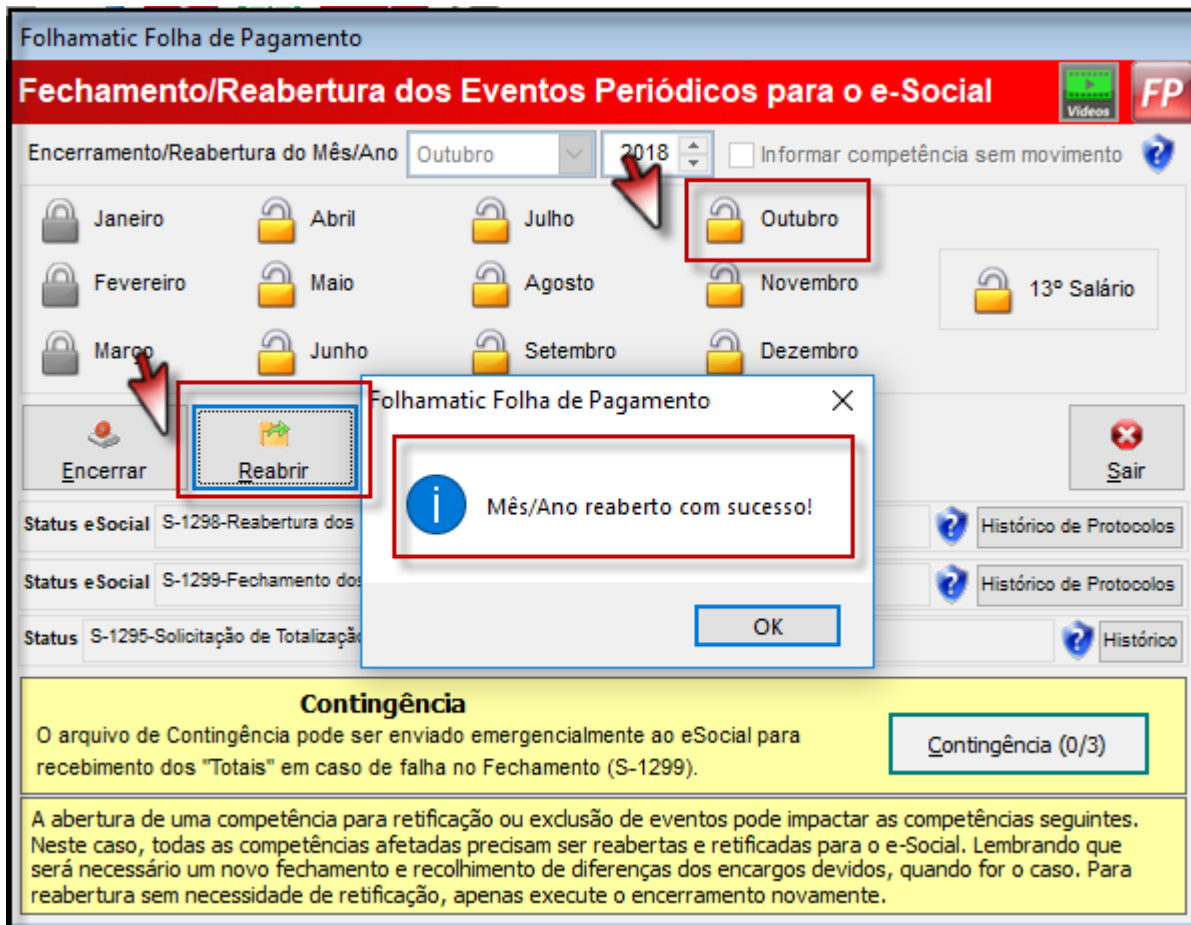 Folhamatic Folha de Pagamento
Fechamento/Reabertura dos Eventos Periódicos para o e-Social
Vídeos
FP
Encerramento/Reabertura do Mês/Ano Outubro 2018 Informar competência sem movimento
Janeiro Abril Julho Outubro
Fevereiro Maio Agosto Novembro 13º Salário
Março Junho Setembro Dezembro
Folhamatic Folha de Pagamento
Mês/Ano reaberto com sucesso!
OK
Encerrar Reabrir Sair
Status eSocial S-1298-Reabertura dos Histórico de Protocolos
Status eSocial S-1299-Fechamento dos Histórico de Protocolos
Status S-1295-Solicitação de Totalização Histórico
Contingência
O arquivo de Contingência pode ser enviado emergencialmente ao eSocial para
recebimento dos "Totais" em caso de falha no Fechamento (S-1299).
Contingência (0/3)
A abertura de uma competência para retificação ou exclusão de eventos pode impactar as competências seguintes.
Neste caso, todas as competências afetadas precisam ser reabertas e retificadas para o e-Social. Lembrando que
será necessário um novo fechamento e recolhimento de diferenças dos encargos devidos, quando for o caso. Para
reabertura sem necessidade de retificação, apenas execute o encerramento novamente.